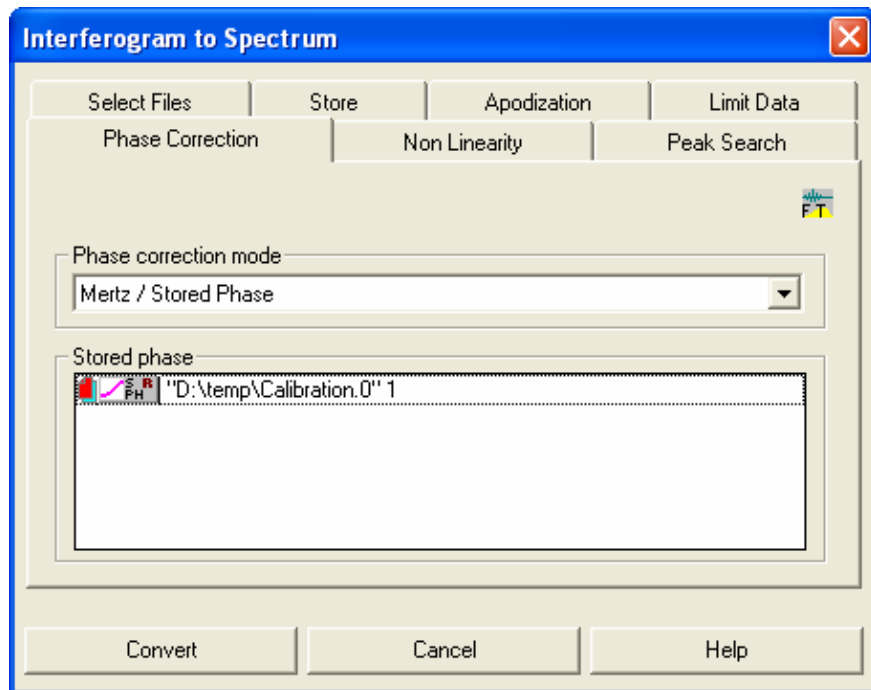 Interferogram to Spectrum
Select Files Store Apodization Limit Data
Phase Correction Non Linearity Peak Search
F T
Phase correction mode
Mertz / Stored Phase
Stored phase
S R
PH "D:\temp\Calibration.0" 1
Convert Cancel Help